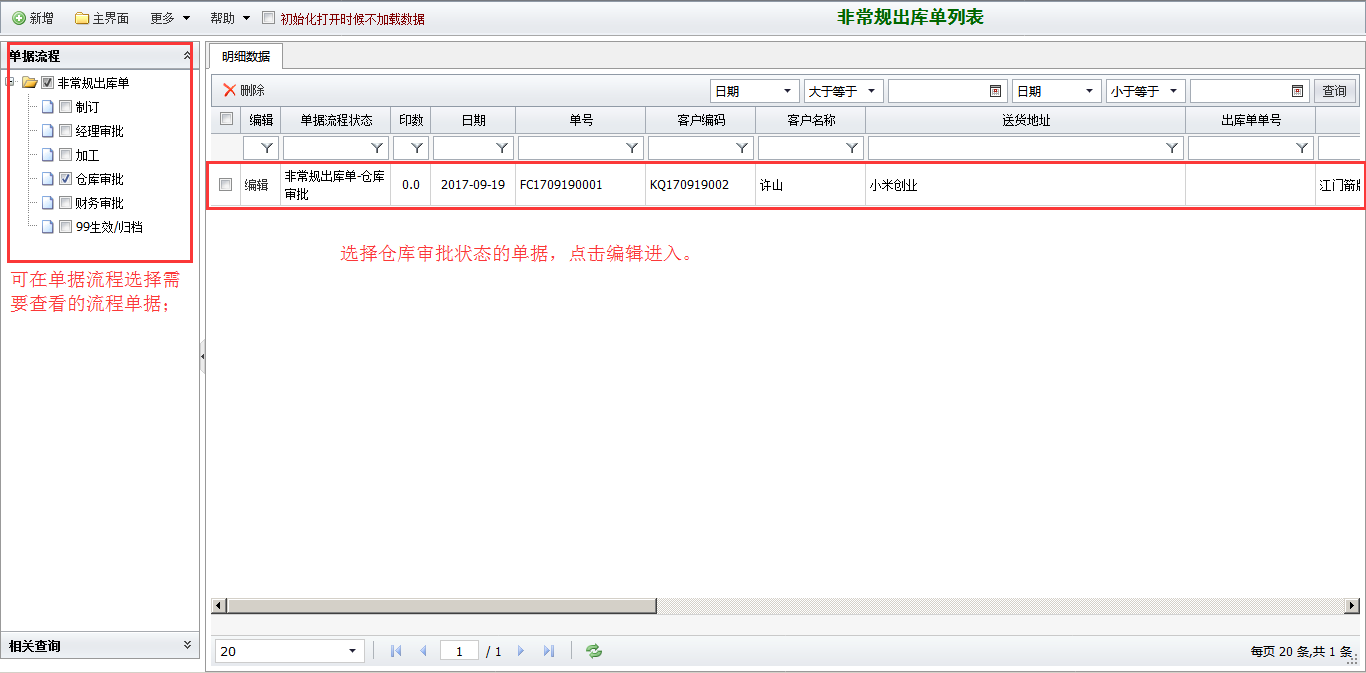 新增 主界面 更多 帮助 初始化打开时候不加载数据 非常规出库单列表
单据流程
非常规出库单
制订
经理审批
加工
仓库审批
财务审批
99生效/归档
可在单据流程选择需
要查看的流程单据;
相关查询
明细数据
删除 日期 大于等于 日期 小于等于 查询
编辑 单据流程状态 印数 日期 单号 客户编码 客户名称 送货地址 出库单单号
编辑 非常规出库单-仓库 0.0 2017-09-19 FC1709190001 KQ170919002 许山 小米创业 江门箭
审批
选择仓库审批状态的单据，点击编辑进入。
20 1 / 1 每页 20 条,共 1 条